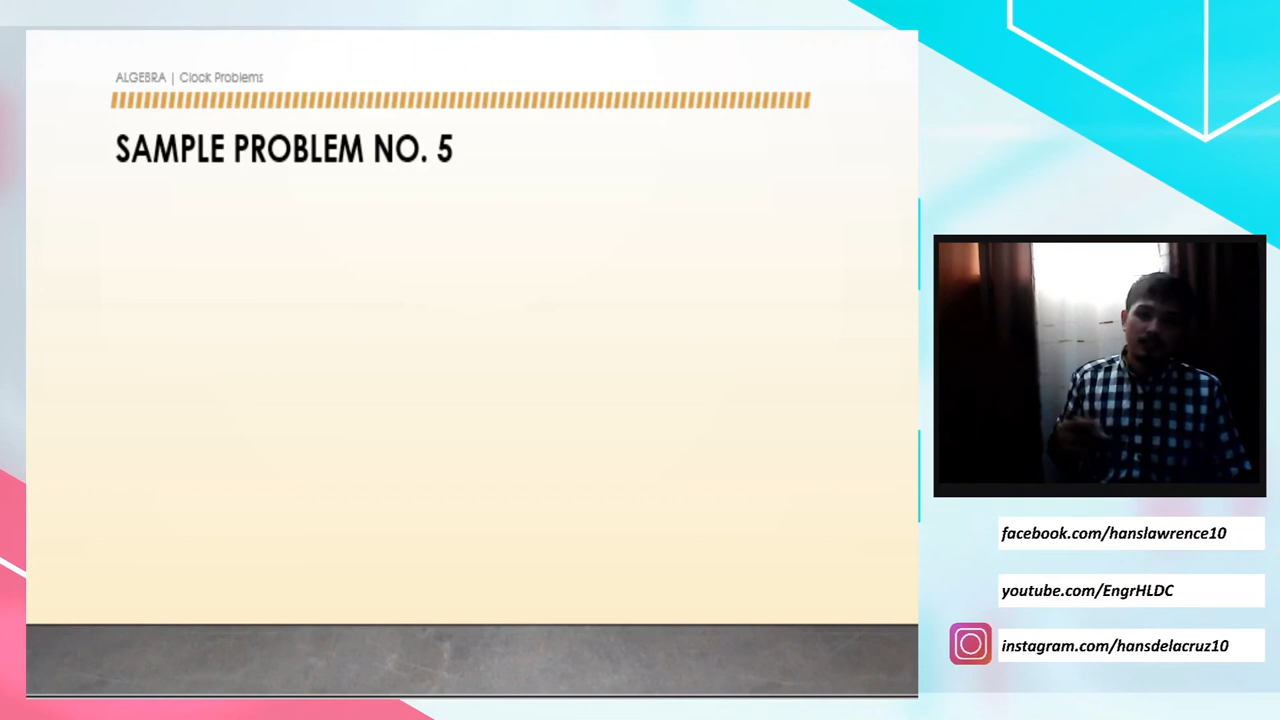 ALGEBRA | Clock Problems
SAMPLE PROBLEM NO. 5
facebook.com/hanslawrence10
youtube.com/EngrHLDC
instagram.com/hansdelacruz10